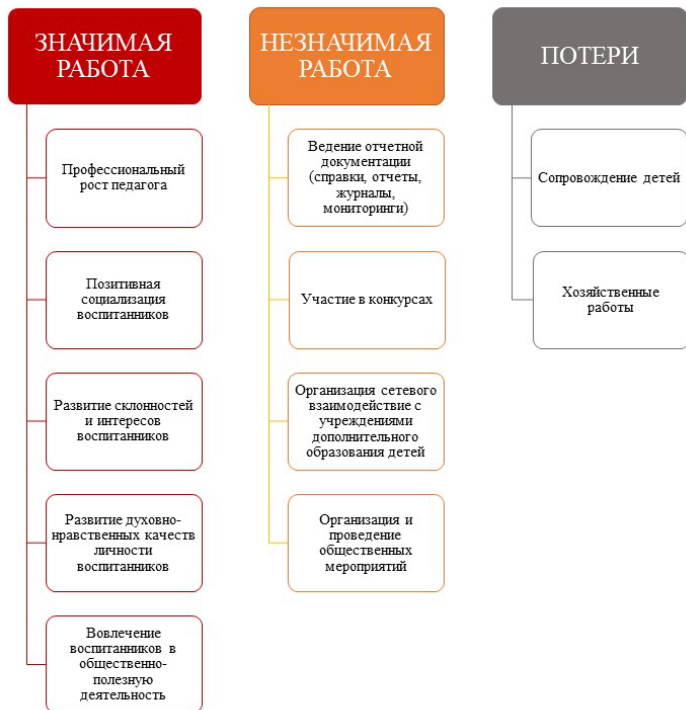 ЗНАЧИМАЯ
РАБОТА
Профессиональный
рост педагога
Позитивная
социализация
воспитанников
Развитие склонностей
и интересов
воспитанников
Развитие духовно-
нравственных качеств
личности
воспитанников
Вовлечение
воспитанников в
общественно-
полезную
деятельность
НЕЗНАЧИМАЯ
РАБОТА
Ведение отчетной
документации
(справки, отчеты,
журналы,
мониторинги)
Участие в конкурсах
Организация сетевого
взаимодействие с
учреждениями
дополнительного
образования детей
Организация и
проведение
общественных
мероприятий
ПОТЕРИ
Сопровождение детей
Хозяйственные
работы